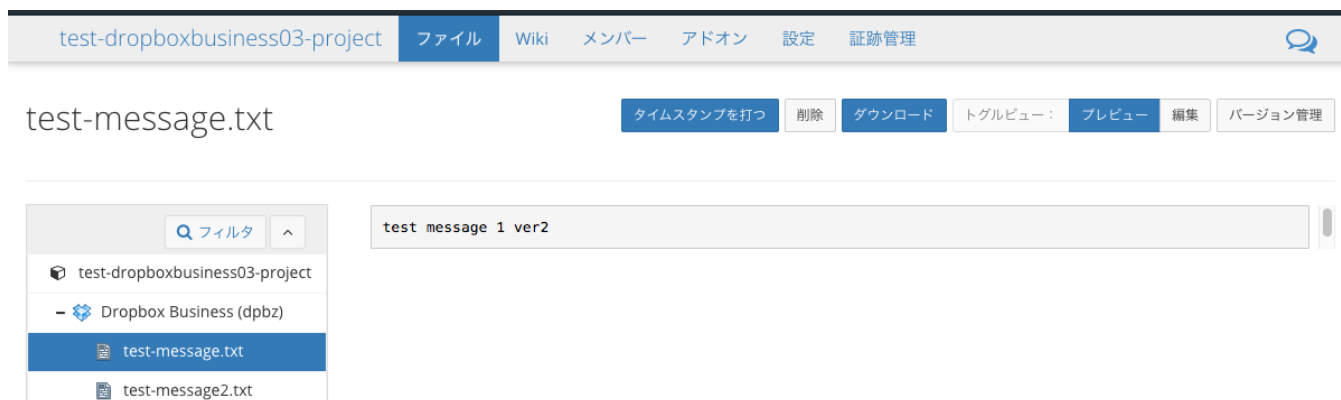 test-dropboxbusiness03-project ファイル Wiki メンバー アドオン 設定 証跡管理
test-message.txt
タイムスタンプを打つ 削除 ダウンロード トグルビュー： プレビュー 編集 バージョン管理
フィルタ
test message 1 ver2
test-dropboxbusiness03-project
Dropbox Business (dpbz)
test-message.txt
test-message2.txt